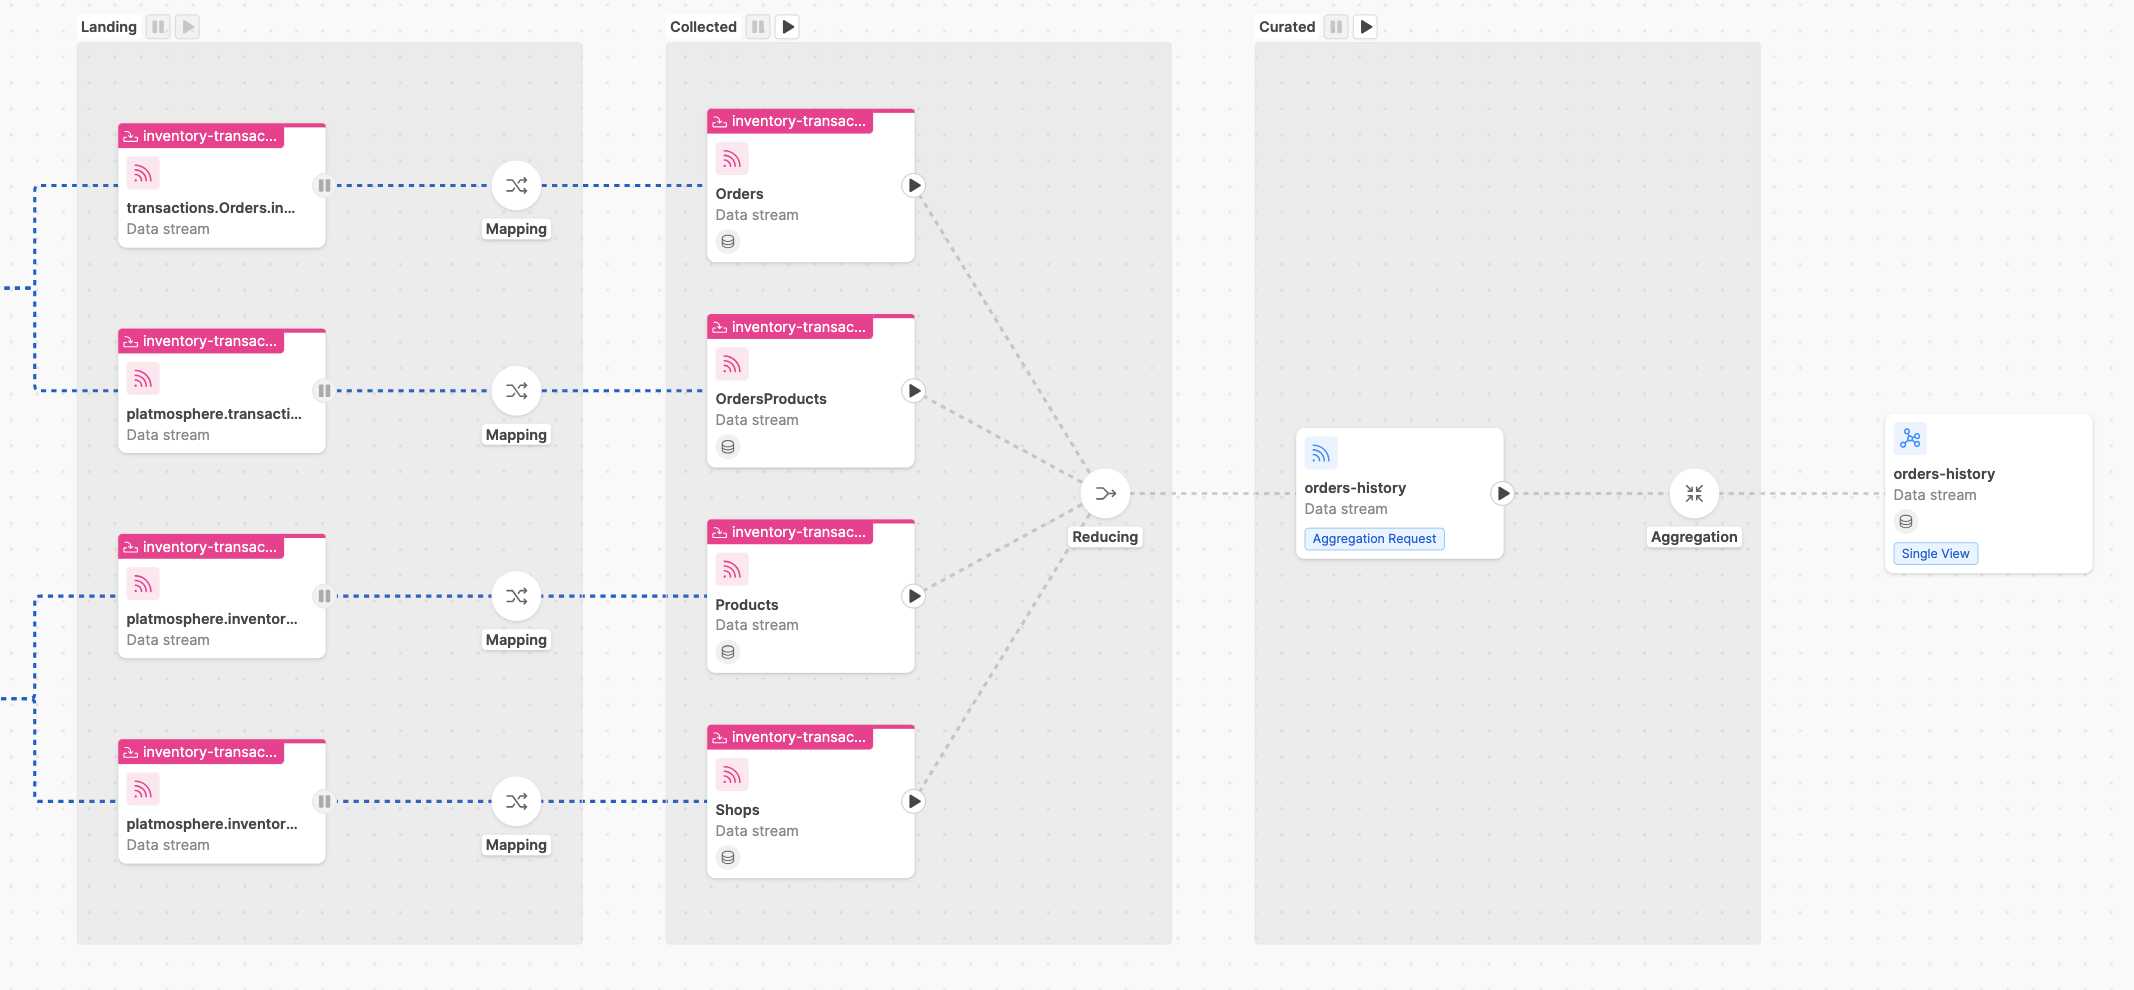 Landing
inventory-transac...
transactions.Orders.in...
Data stream
Mapping
inventory-transac...
platmosphere.transacti...
Data stream
Mapping
inventory-transac...
platmosphere.inventor...
Data stream
Mapping
inventory-transac...
platmosphere.inventor...
Data stream
Mapping
Collected
inventory-transac...
Orders
Data stream
inventory-transac...
OrdersProducts
Data stream
inventory-transac...
Products
Data stream
inventory-transac...
Shops
Data stream
Reducing
Curated
orders-history
Data stream
Aggregation Request
Aggregation
orders-history
Data stream
Single View